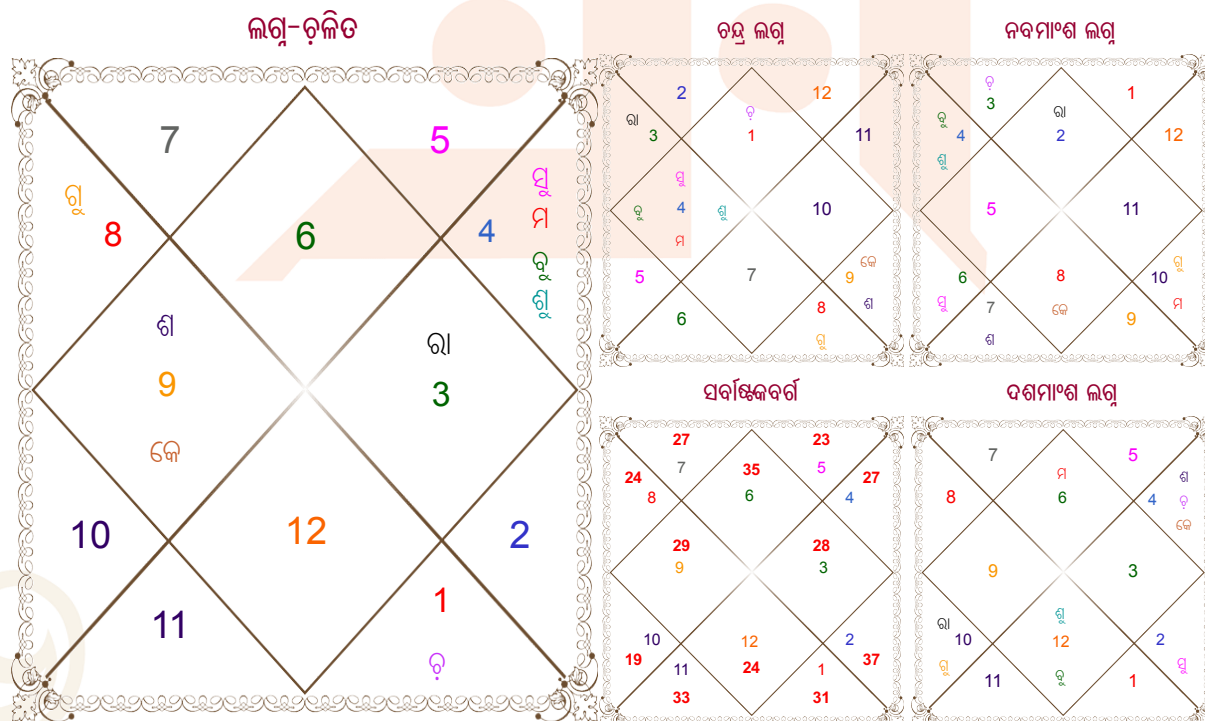 ଲଗ୍ନ-ଚ଼ଳିତ
7
5
ଗୁ
8
6
4
ସୁ
ମ
ବୁ
ଶୁ
ଶ
9
କେ
ରା
3
10
12
2
11
1
ଚ଼
ଚନ୍ଦ୍ର ଲଗ୍ନ
2
12
ରା
3
ଚ଼
1
11
ସୁ
ବୁ
4
ଶୁ
ମ
10
5
7
9
କେ
6
8
ଶ
ଗୁ
ନବମାଂଶ ଲଗ୍ନ
ଚ଼
3
1
ବୁ
4
ରା
2
12
ଶୁ
5
11
6
8
10
ଗୁ
ସୁ
7
କେ
9
ମ
ଶ
ସର୍ବାଷ୍ଟକବର୍ଗ
27
23
7
35
5
24
27
8
6
4
29
28
9
3
10
12
2
19
11
24
1
37
33
31
ଦଶମାଂଶ ଲଗ୍ନ
7
5
8
ମ
6
4
ଶ
ଚ଼
କେ
9
3
ରା
10
ଶୁ
12
2
ଗୁ
11
ବୁ
1
ସୁ